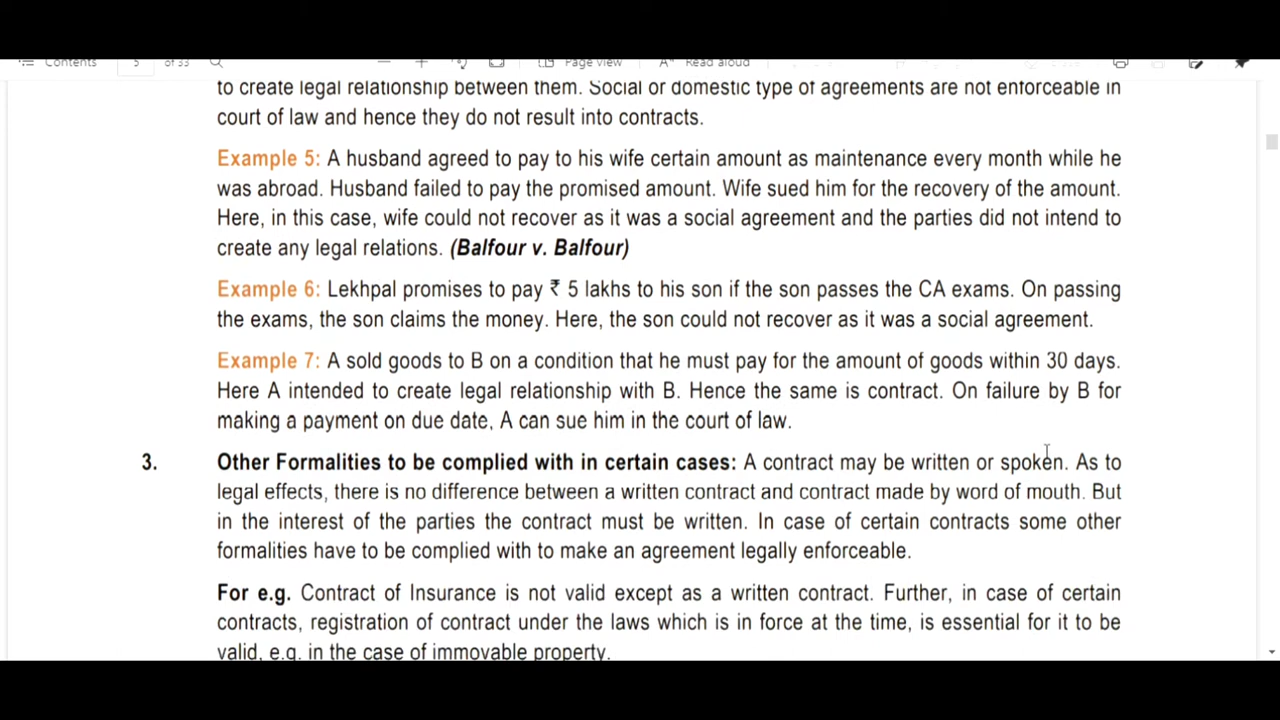 Contents 5 of 33 Page view Read aloud
to create legal relationship between them. Social or domestic type of agreements are not enforceable in
court of law and hence they do not result into contracts.
Example 5: A husband agreed to pay to his wife certain amount as maintenance every month while he
was abroad. Husband failed to pay the promised amount. Wife sued him for the recovery of the amount.
Here, in this case, wife could not recover as it was a social agreement and the parties did not intend to
create any legal relations. (Balfour v. Balfour)
Example 6: Lekhpal promises to pay ₹ 5 lakhs to his son if the son passes the CA exams. On passing
the exams, the son claims the money. Here, the son could not recover as it was a social agreement.
Example 7: A sold goods to B on a condition that he must pay for the amount of goods within 30 days.
Here A intended to create legal relationship with B. Hence the same is contract. On failure by B for
making a payment on due date, A can sue him in the court of law.
3. Other Formalities to be complied with in certain cases: A contract may be written or spoken. As to
legal effects, there is no difference between a written contract and contract made by word of mouth. But
in the interest of the parties the contract must be written. In case of certain contracts some other
formalities have to be complied with to make an agreement legally enforceable.
For e.g. Contract of Insurance is not valid except as a written contract. Further, in case of certain
contracts, registration of contract under the laws which is in force at the time, is essential for it to be
valid, e.g. in the case of immovable property.